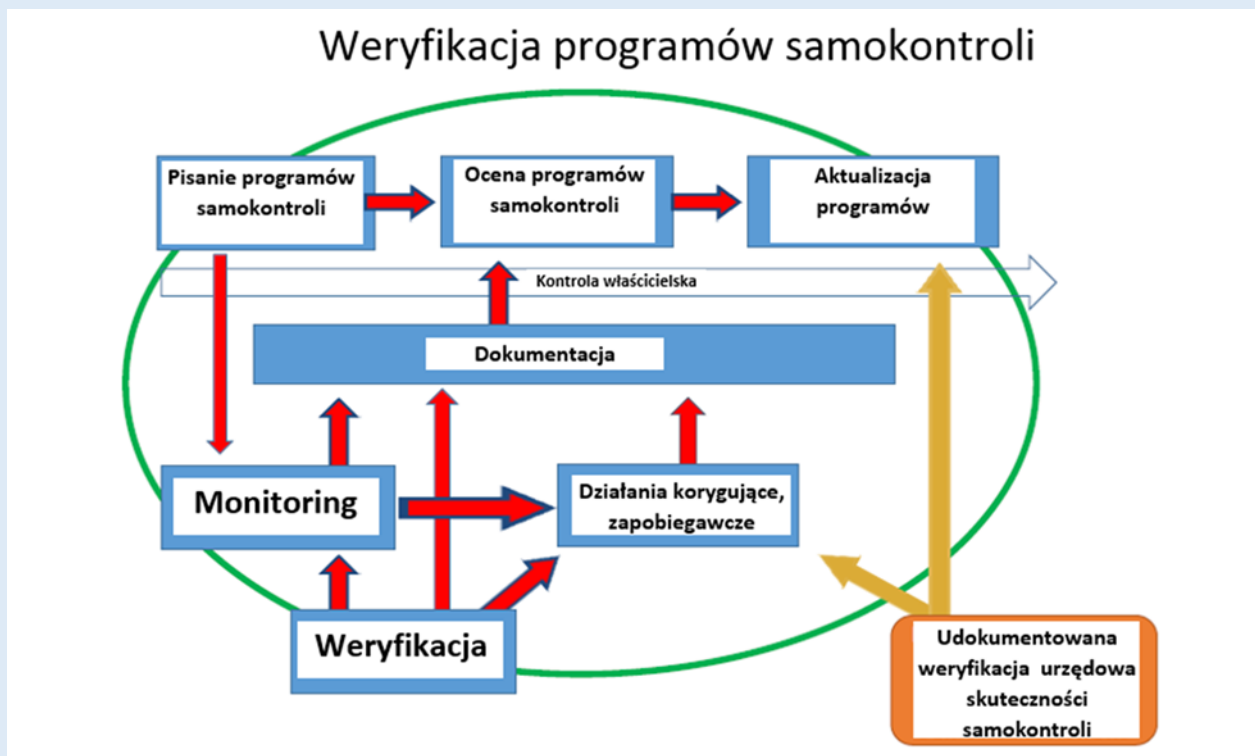 Weryfikacja programów samokontroli
Pisanie programów
samokontroli
Ocena programów
samokontroli
Aktualizacja
programów
Kontrola właścicielska
Dokumentacja
Monitoring
Działania korygujące,
zapobiegawcze
Weryfikacja
Udokumentowana
weryfikacja urzędowa
skuteczności
samokontroli